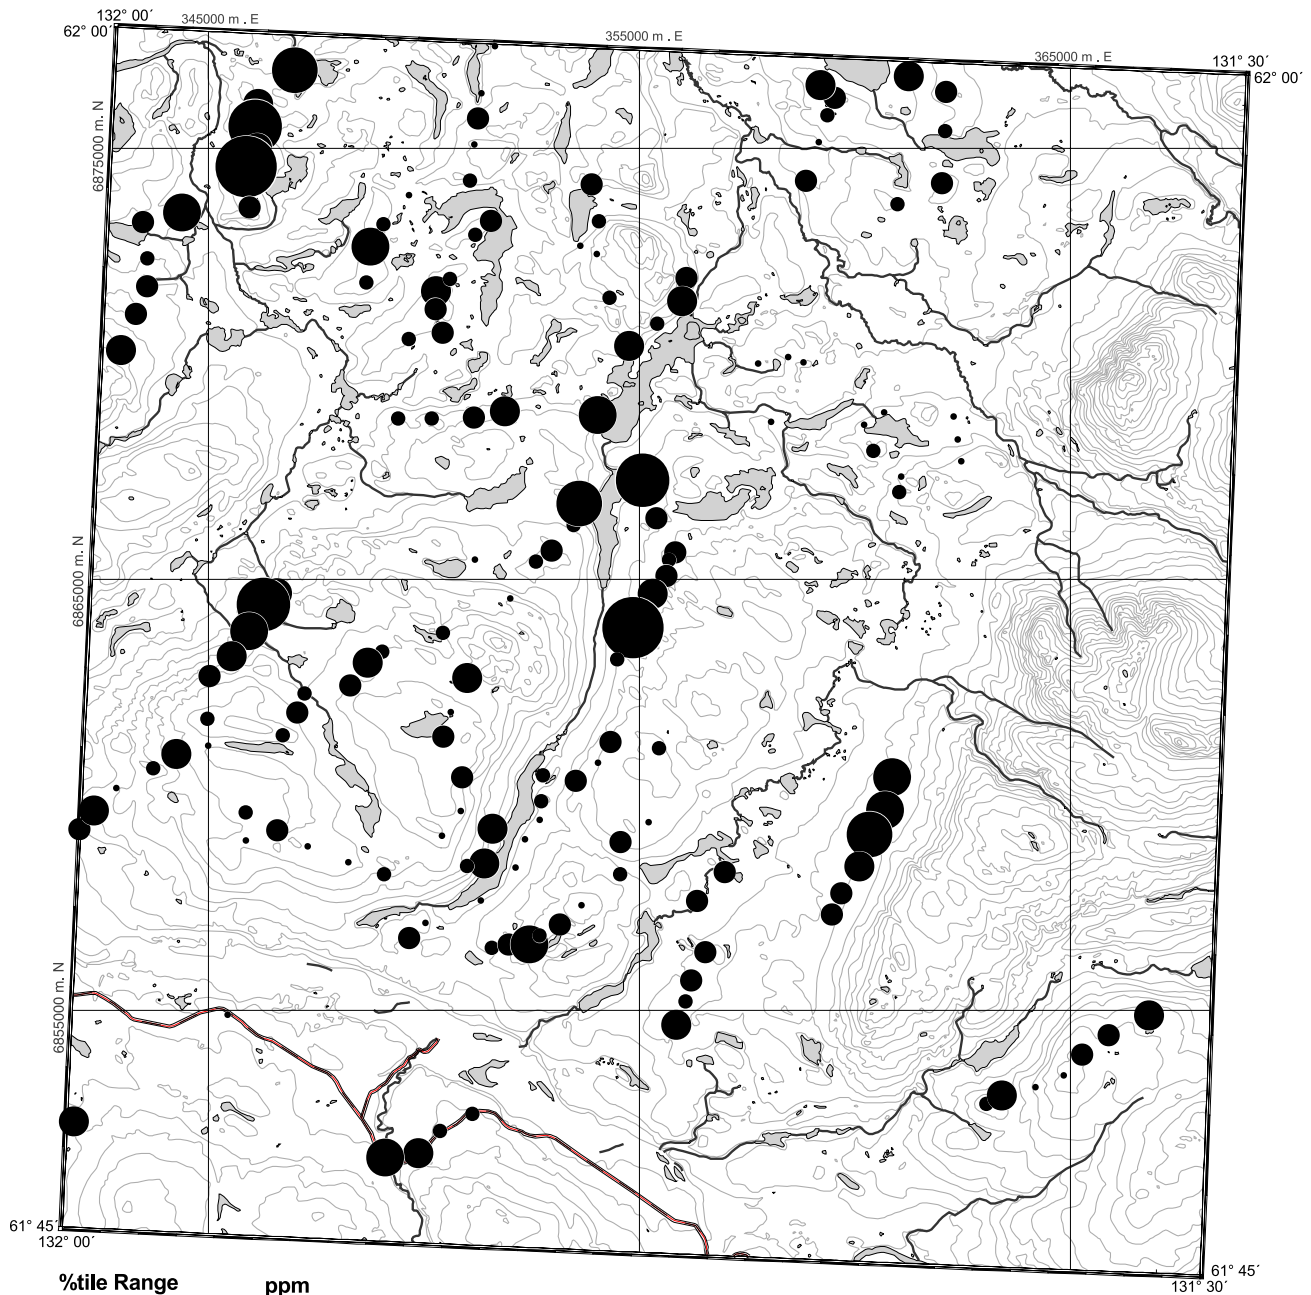 132° 00´
62° 00´
345000 m . E
355000 m . E
365000 m . E
131° 30´
62° 00´
6875000 m. N
6865000 m. N
6855000 m. N
61° 45´
132° 00´
61° 45´
131° 30´
%tile Range ppm